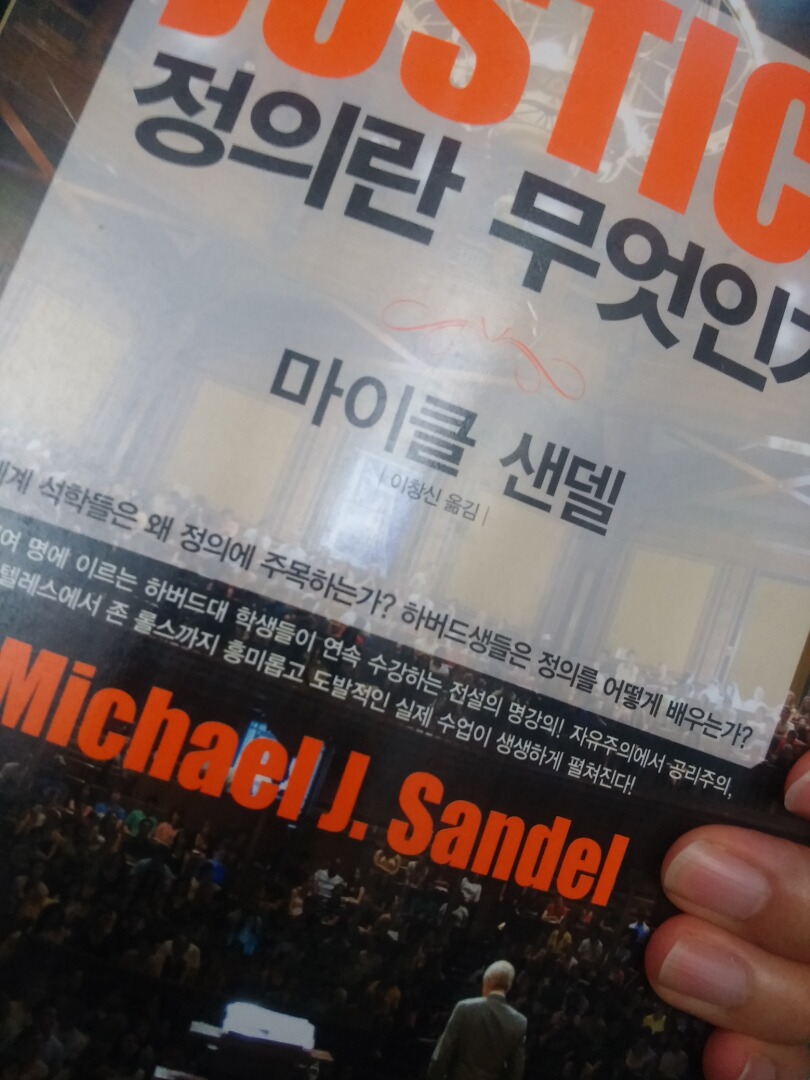 JUSTIC
정의란 무엇인가
마이클 샌델
| 이창신 옮김 |
세계 석학들은 왜 정의에 주목하는가? 하버드생들은 정의를 어떻게 배우는가?
여 명에 이르는 하버드대 학생들이 연속 수강하는 전설의 명강의! 자유주의에서 공리주의,
텔레스에서 존 롤스까지 흥미롭고 도발적인 실제 수업이 생생하게 펼쳐진다!
Michael J. Sandel